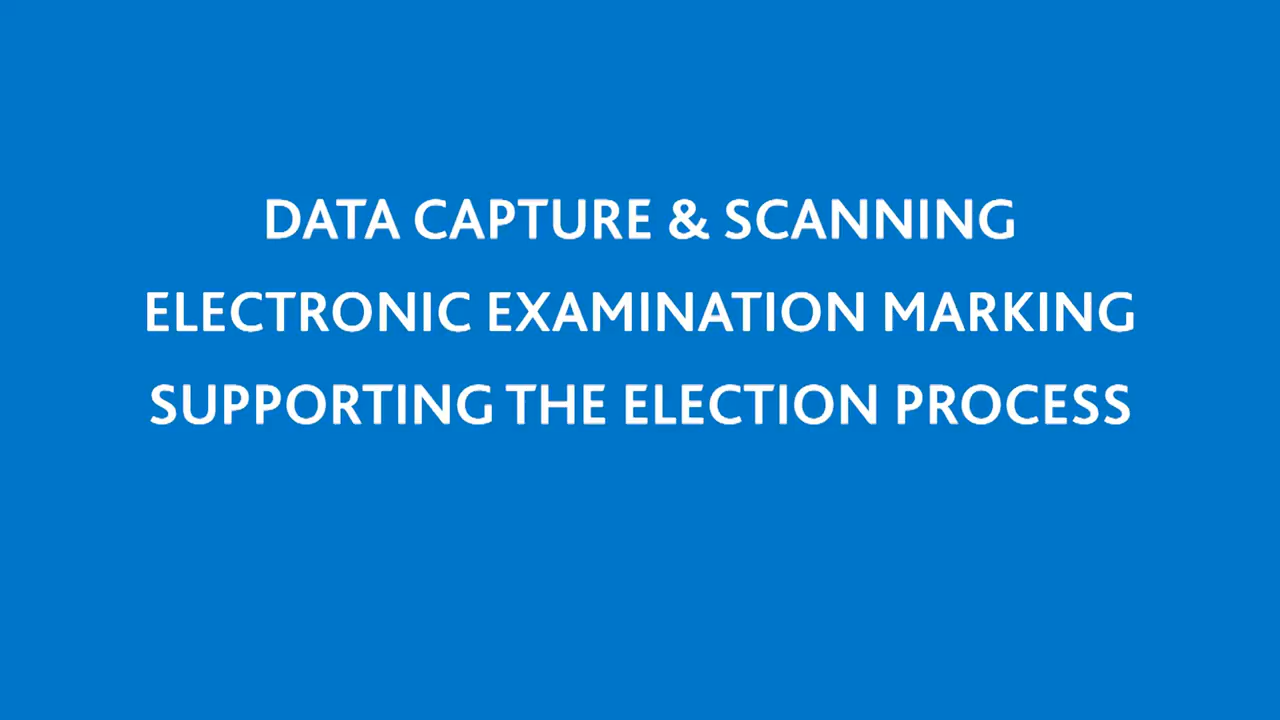 DATA CAPTURE & SCANNING
ELECTRONIC EXAMINATION MARKING
SUPPORTING THE ELECTION PROCESS